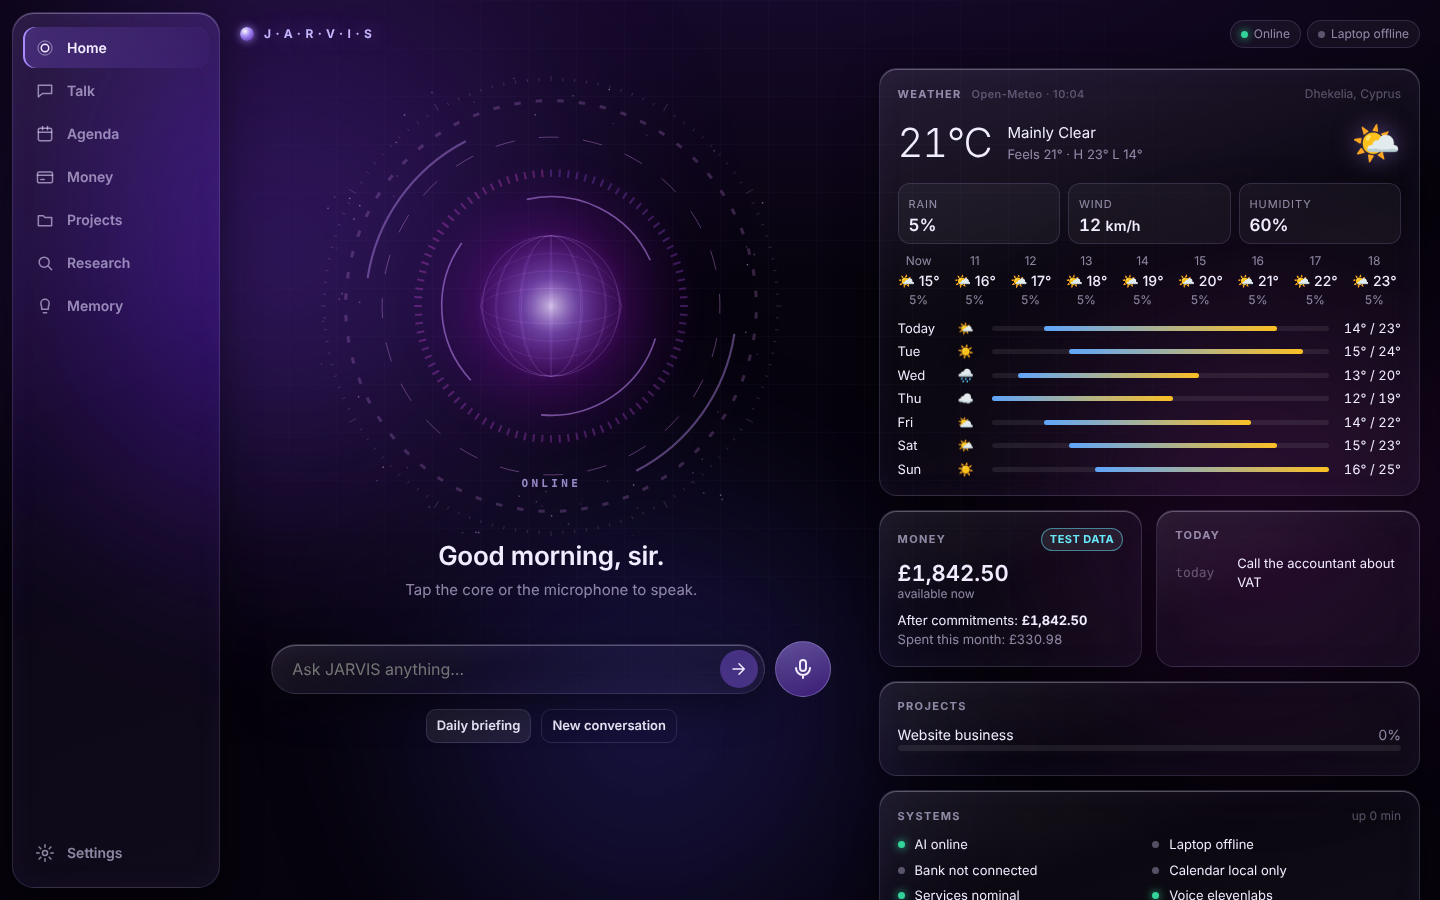 Home
Talk
Agenda
Money
Projects
Research
Memory
Settings
J·A·R·V·I·S
Online
Laptop offline
ONLINE
Good morning, sir.
Tap the core or the microphone to speak.
Ask JARVIS anything...
Daily briefing
New conversation
WEATHER Open-Meteo · 10:04 Dhekelia, Cyprus
21°C
Mainly Clear
Feels 21° · H 23° L 14°
RAIN
5%
WIND
12 km/h
HUMIDITY
60%
Now 11 12 13 14 15 16 17 18
15° 16° 17° 18° 19° 20° 21° 22° 23°
5% 5% 5% 5% 5% 5% 5% 5% 5%
Today 14° / 23°
Tue 15° / 24°
Wed 13° / 20°
Thu 12° / 19°
Fri 14° / 22°
Sat 15° / 23°
Sun 16° / 25°
MONEY TEST DATA
£1,842.50
available now
After commitments: £1,842.50
Spent this month: £330.98
TODAY
today Call the accountant about
VAT
PROJECTS
Website business 0%
SYSTEMS up 0 min
AI online Laptop offline
Bank not connected Calendar local only
Services nominal Voice elevenlabs